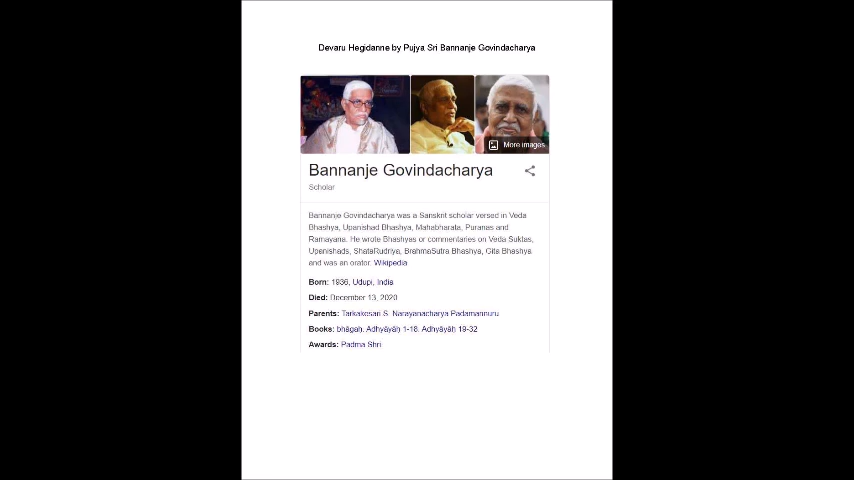 Devaru Hegidanne by Pujya Sri Bannanje Govindacharya
More images
Bannanje Govindacharya
Scholar
Bannanje Govindacharya was a Sanskrit scholar versed in Veda
Bhashya, Upanishad Bhashya, Mahabharata, Puranas and
Ramayana. He wrote Bhashyas or commentaries on Veda Suktas,
Upanishads, ShataRudriya, BrahmaSutra Bhashya, Gita Bhashya
and was an orator. Wikipedia
Born: 1936, Udupi, India
Died: December 13, 2020
Parents: Tarkakesari S. Narayanacharya Padamannuru
Books: bhāgaḥ. Adhyāyāḥ 1-18, Adhyāyāḥ 19-32
Awards: Padma Shri